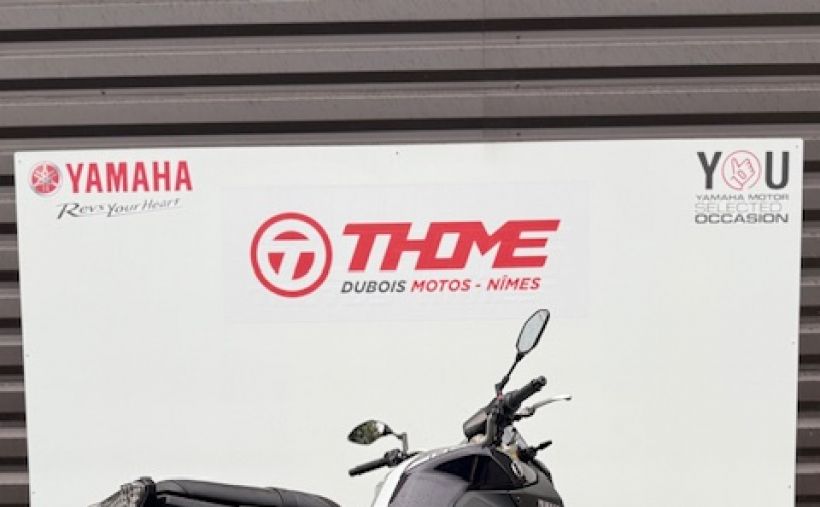 YAMAHA
Revs Your Heart
YOU
YAMAHA MOTOR
SELECTED
OCCASION
THOME
DUBOIS MOTOS - NÎMES